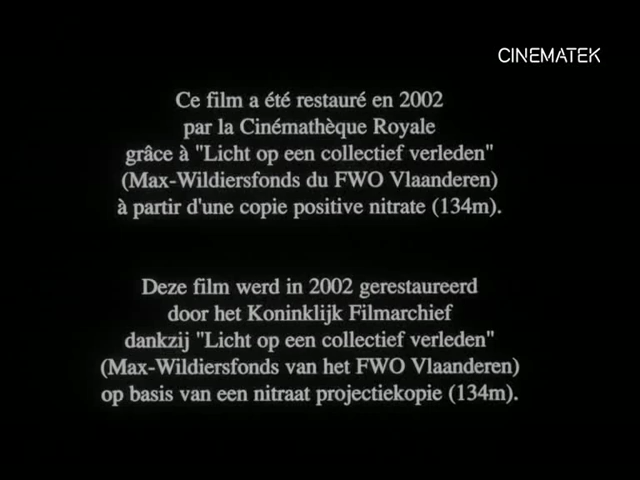 CINEMATEK
Ce film a été restauré en 2002
par la Cinémathèque Royale
grâce à "Licht op een collectief verleden"
(Max-Wildiersfonds du FWO Vlaanderen)
à partir d'une copie positive nitrate (134m).
Deze film werd in 2002 gerestaureerd
door het Koninklijk Filmarchief
dankzij "Licht op een collectief verleden"
(Max-Wildiersfonds van het FWO Vlaanderen)
op basis van een nitraat projectiekopie (134m).